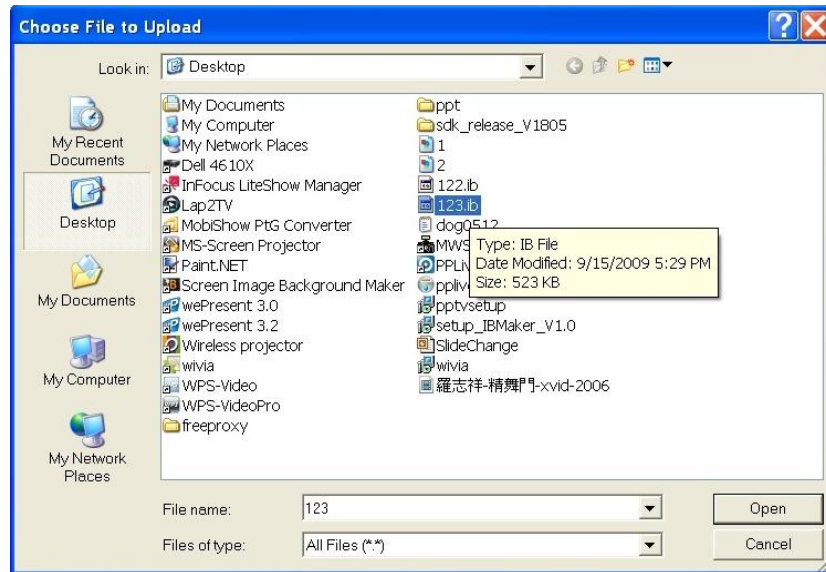 Choose File to Upload
Look in:
Desktop
My Recent
Documents
Desktop
My Documents
My Computer
My Network
Places
My Documents
My Computer
My Network Places
Dell 4610X
InFocus LiteShow Manager
Lap2TV
MobiShow PtG Converter
MS-Screen Projector
Paint.NET
Screen Image Background Maker
wePresent 3.0
wePresent 3.2
Wireless projector
wivia
WPS-Video
WPS-VideoPro
freeproxy
ppt
sdk_release_V1805
1
2
122.ib
123.ib
dog0512
Type: IB File
Date Modified: 9/15/2009 5:29 PM
Size: 523 KB
pptvsetup
setup_IBMaker_V1.0
SlideChange
wivia
羅志祥-精舞門-xvid-2006
File name:
123
Open
Files of type:
All Files (*.*)
Cancel